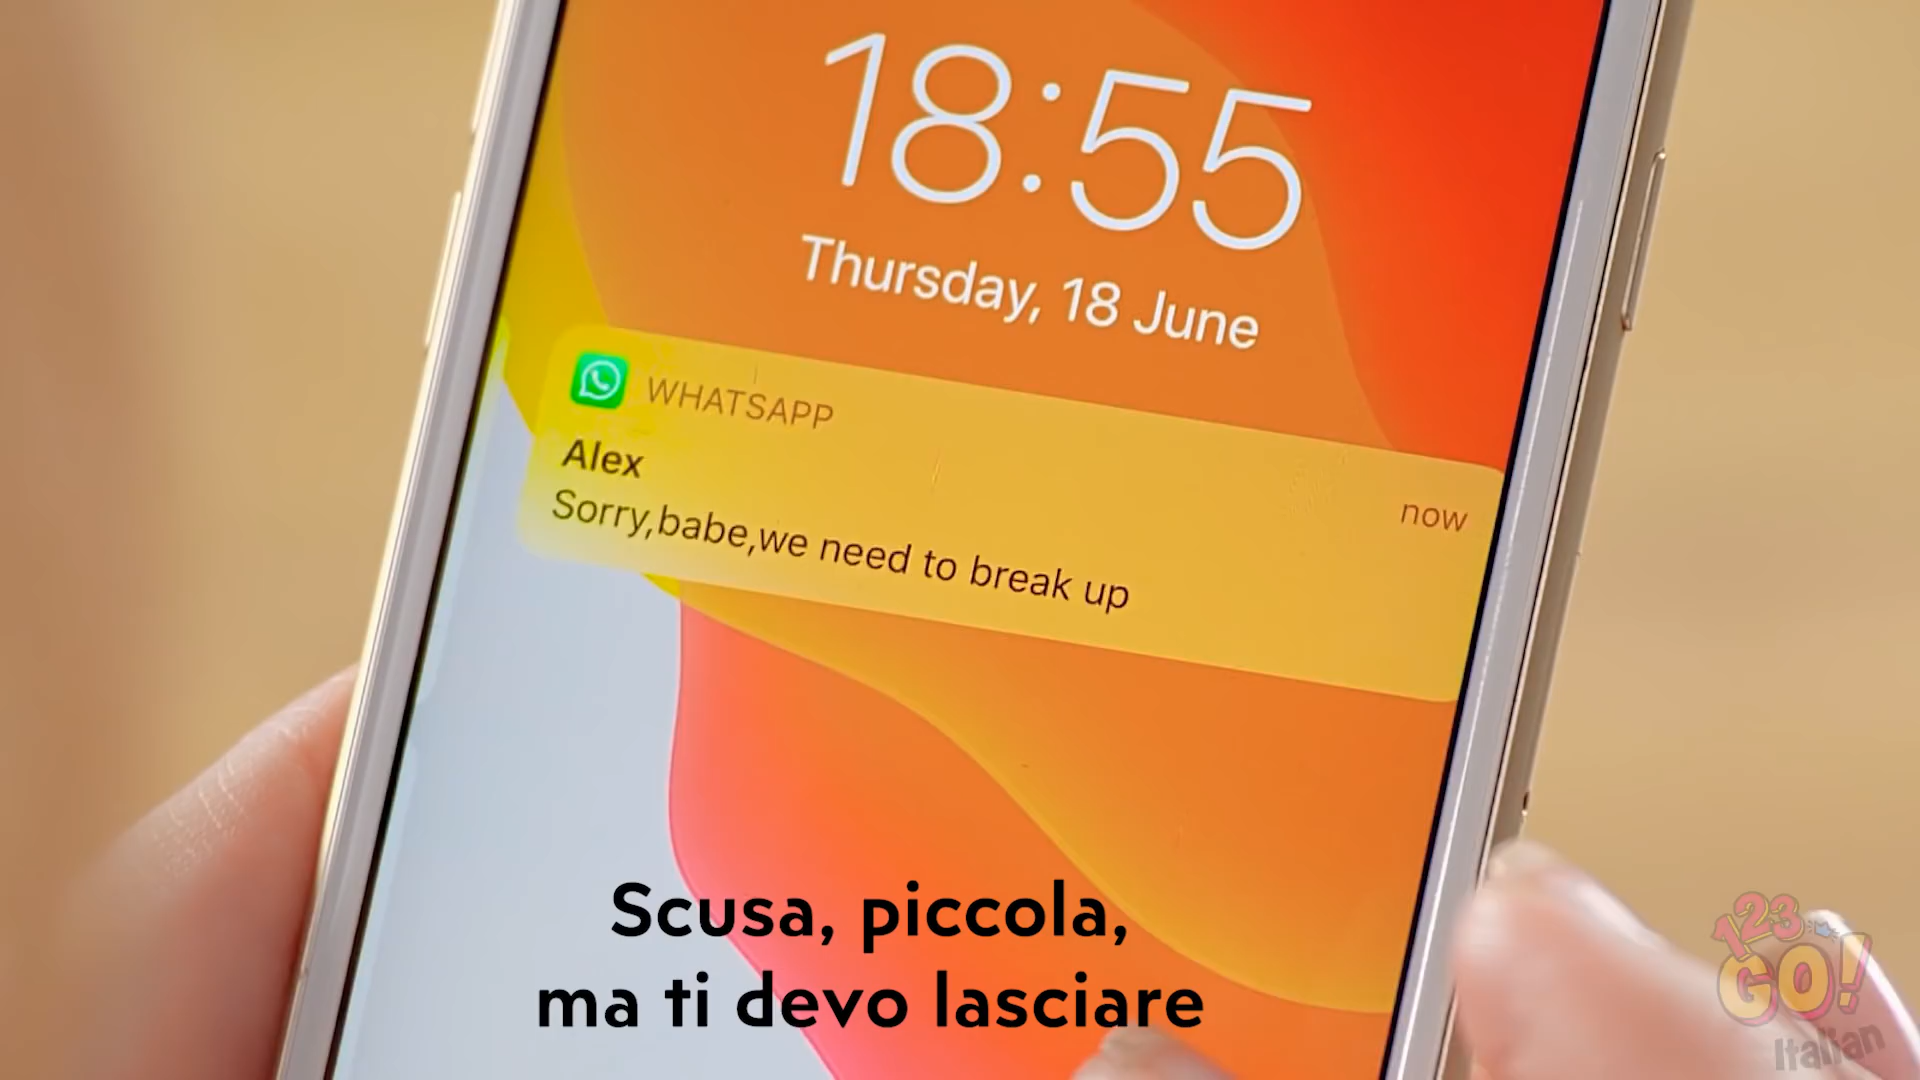 18:55
Thursday, 18 June
WHATSAPP
Alex
now
Sorry,babe,we need to break up
Scusa, piccola,
ma ti devo lasciare
123
GO!
Italian